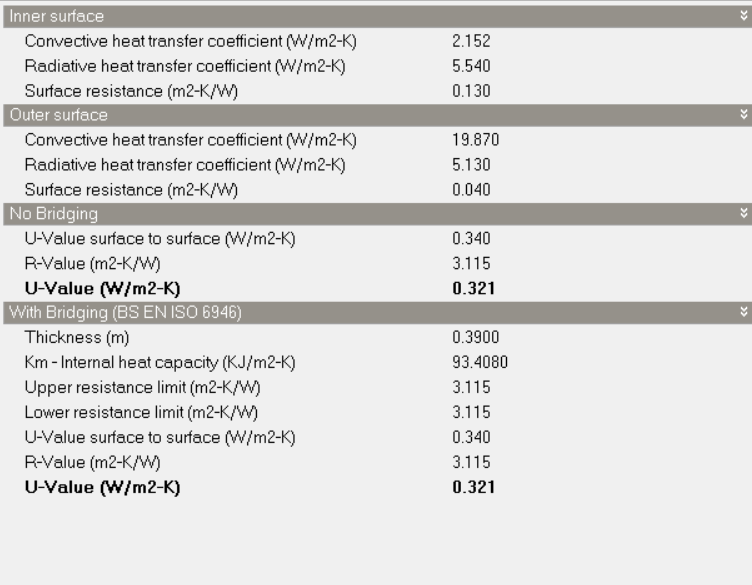 Inner surface
Convective heat transfer coefficient (W/m2-K) 2.152
Radiative heat transfer coefficient (W/m2-K) 5.540
Surface resistance (m2-K/W) 0.130
Outer surface
Convective heat transfer coefficient (W/m2-K) 19.870
Radiative heat transfer coefficient (W/m2-K) 5.130
Surface resistance (m2-K/W) 0.040
No Bridging
U-Value surface to surface (W/m2-K) 0.340
R-Value (m2-K/W) 3.115
U-Value (W/m2-K) 0.321
With Bridging (BS EN ISO 6946)
Thickness (m) 0.3900
Km - Internal heat capacity (KJ/m2-K) 93.4080
Upper resistance limit (m2-K/W) 3.115
Lower resistance limit (m2-K/W) 3.115
U-Value surface to surface (W/m2-K) 0.340
R-Value (m2-K/W) 3.115
U-Value (W/m2-K) 0.321